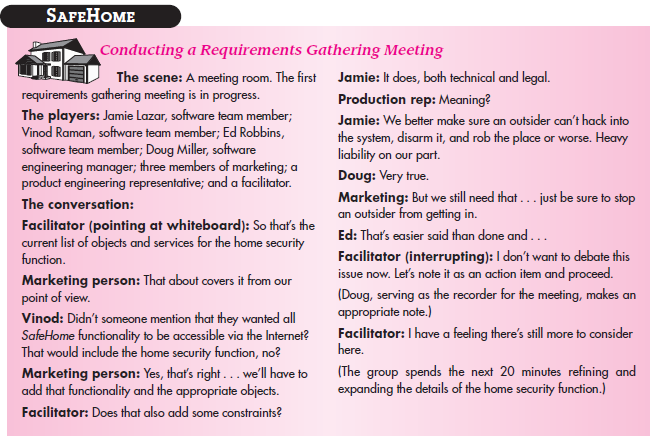 SAFEHOME
Conducting a Requirements Gathering Meeting
The scene: A meeting room. The first
requirements gathering meeting is in progress.
The players: Jamie Lazar, software team member;
Vinod Raman, software team member; Ed Robbins,
software team member; Doug Miller, software
engineering manager; three members of marketing; a
product engineering representative; and a facilitator.
The conversation:
Facilitator (pointing at whiteboard): So that's the
current list of objects and services for the home security
function.
Marketing person: That about covers it from our
point of view.
Vinod: Didn't someone mention that they wanted all
SafeHome functionality to be accessible via the Internet?
That would include the home security function, no?
Marketing person: Yes, that's right . . . we'll have to
add that functionality and the appropriate objects.
Facilitator: Does that also add some constraints?
Jamie: It does, both technical and legal.
Production rep: Meaning?
Jamie: We better make sure an outsider can't hack into
the system, disarm it, and rob the place or worse. Heavy
liability on our part.
Doug: Very true.
Marketing: But we still need that . . . just be sure to stop
an outsider from getting in.
Ed: That's easier said than done and . . .
Facilitator (interrupting): I don't want to debate this
issue now. Let's note it as an action item and proceed.
(Doug, serving as the recorder for the meeting, makes an
appropriate note.)
Facilitator: I have a feeling there's still more to consider
here.
(The group spends the next 20 minutes refining and
expanding the details of the home security function.)